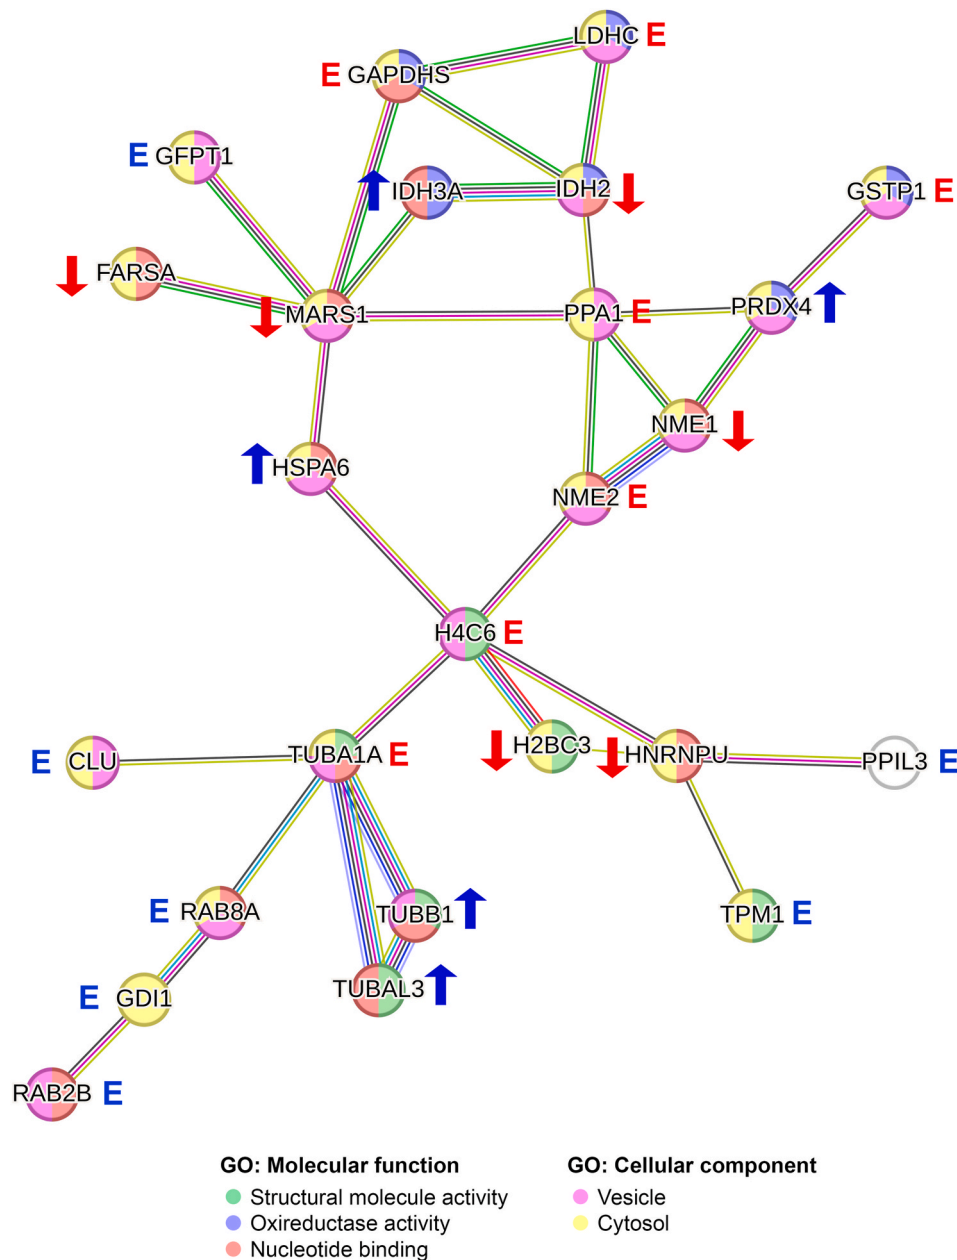 LDHC E
E GAPDHS
E GFPT1
IDH3A
IDH2
GSTP1 E
FARSA
MARS1
PPA1 E
PRDX4
NME1
HSPA6
NME2 E
H4C6 E
E CLU
TUBA1A E
H2BC3
HNRNPU
PPIL3 E
E RAB8A
TUBB1
TPM1 E
TUBAL3
E GDI1
RAB2B E
GO: Molecular function
Structural molecule activity
Oxireductase activity
Nucleotide binding
GO: Cellular component
Vesicle
Cytosol